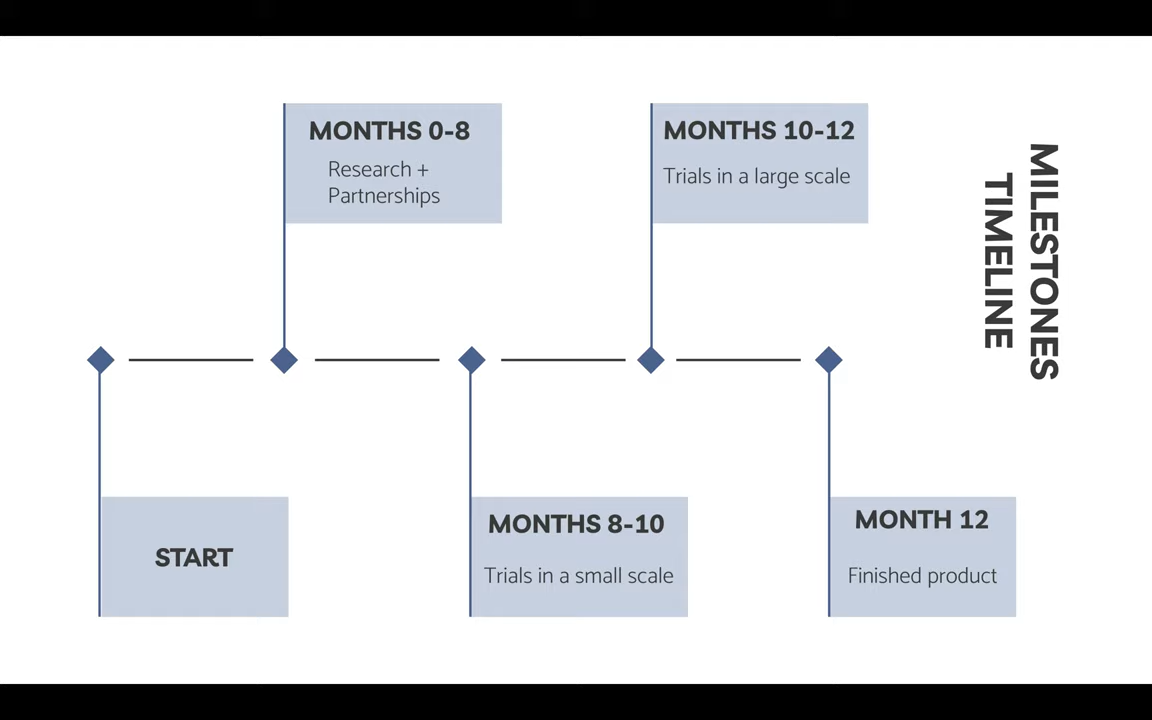 MILESTONES
TIMELINE
START
MONTHS 0-8
Research +
Partnerships
MONTHS 8-10
Trials in a small scale
MONTHS 10-12
Trials in a large scale
MONTH 12
Finished product